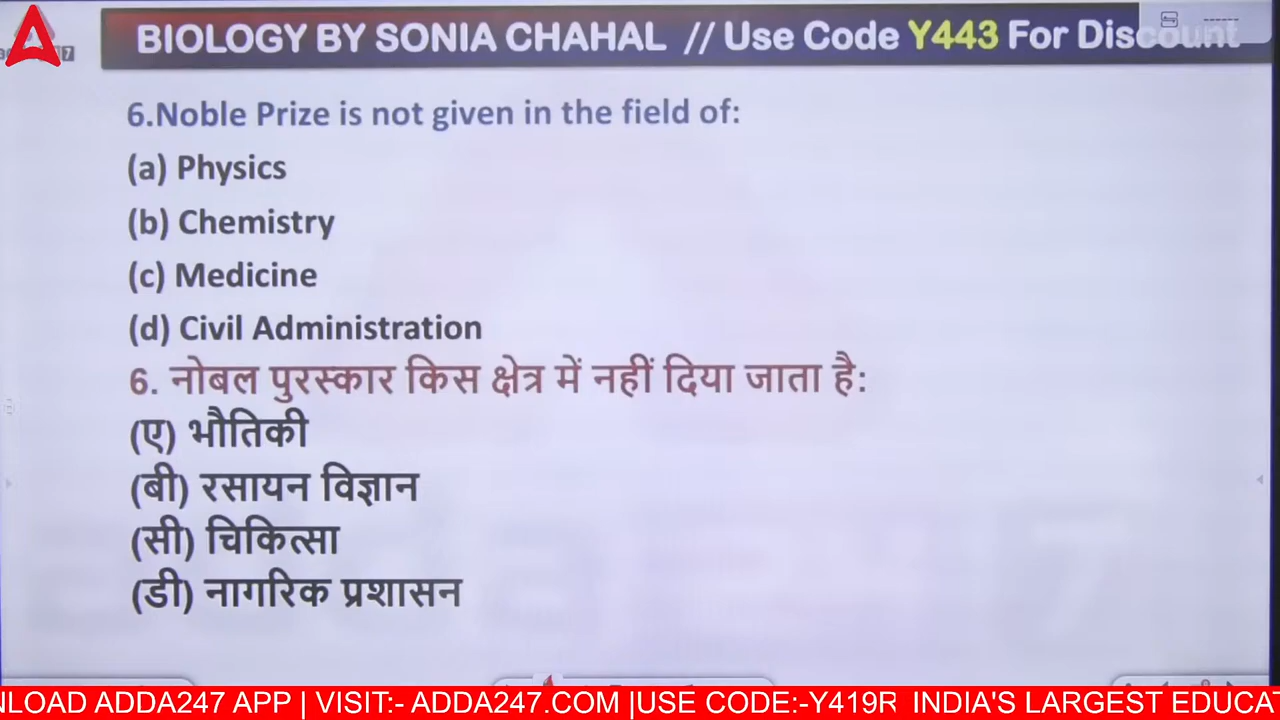 BIOLOGY BY SONIA CHAHAL // Use Code Y443 For Discount
6.Noble Prize is not given in the field of:
(a) Physics
(b) Chemistry
(c) Medicine
(d) Civil Administration
6. नोबल पुरस्कार किस क्षेत्र में नहीं दिया जाता है:
(ए) भौतिकी
(बी) रसायन विज्ञान
(सी) चिकित्सा
(डी) नागरिक प्रशासन
NLOAD ADDA247 APP | VISIT:- ADDA247.COM |USE CODE:-Y419R INDIA'S LARGEST EDUCAT